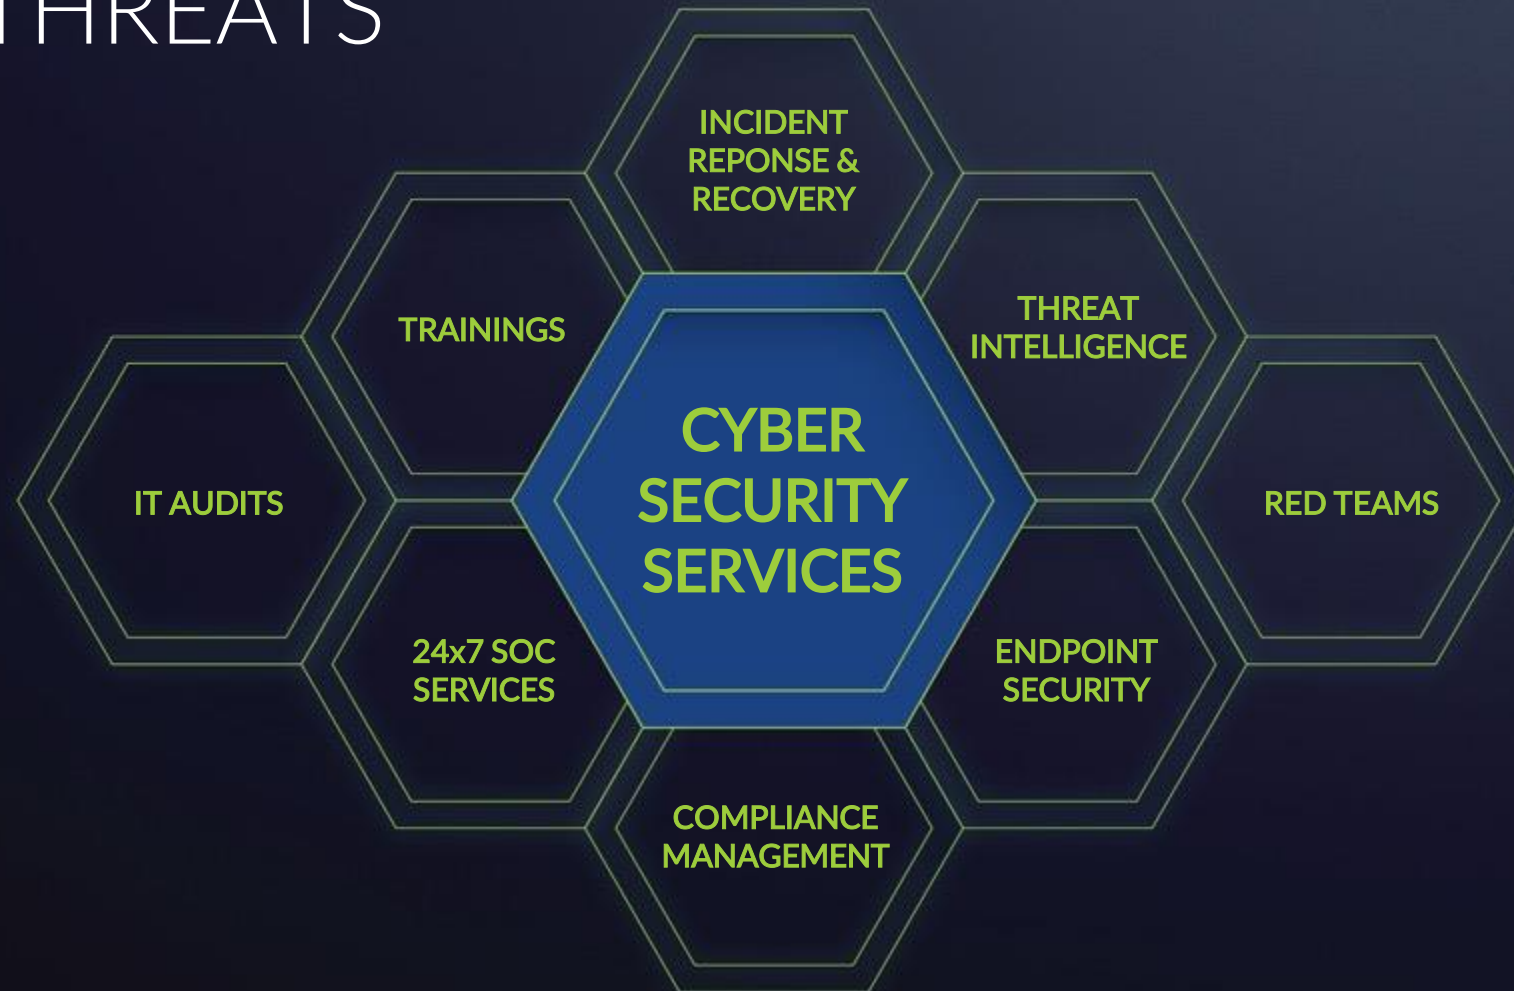 THREATS
INCIDENT
REPONSE &
RECOVERY
TRAININGS
THREAT
INTELLIGENCE
CYBER
SECURITY
SERVICES
IT AUDITS
RED TEAMS
24x7 SOC
SERVICES
ENDPOINT
SECURITY
COMPLIANCE
MANAGEMENT